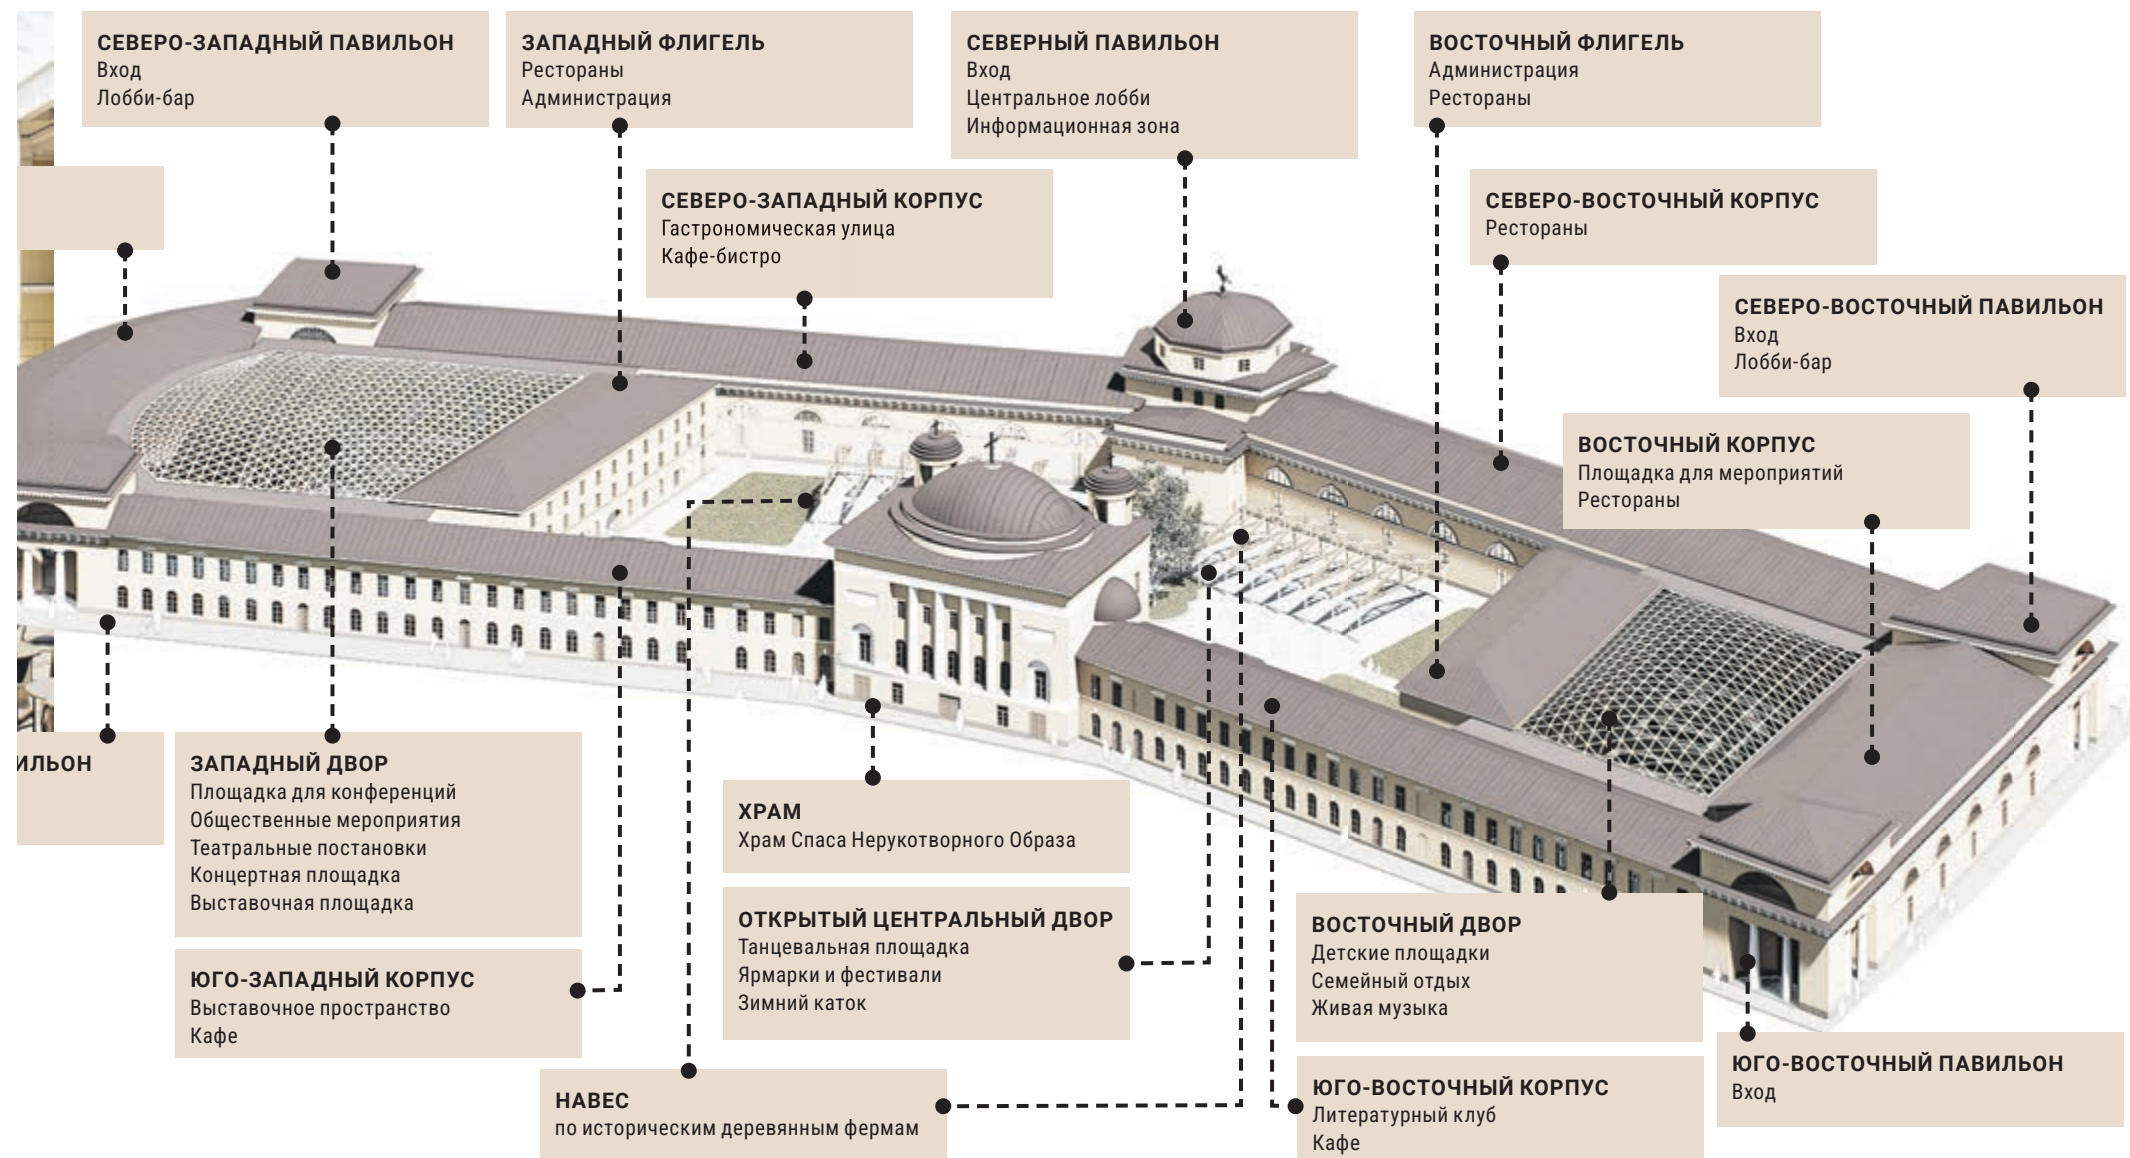 СЕВЕРО-ЗАПАДНЫЙ ПАВИЛЬОН
Вход
Лобби-бар
ЗАПАДНЫЙ ФЛИГЕЛЬ
Рестораны
Администрация
СЕВЕРНЫЙ ПАВИЛЬОН
Вход
Центральное лобби
Информационная зона
ВОСТОЧНЫЙ ФЛИГЕЛЬ
Администрация
Рестораны
СЕВЕРО-ЗАПАДНЫЙ КОРПУС
Гастрономическая улица
Кафе-бистро
СЕВЕРО-ВОСТОЧНЫЙ КОРПУС
Рестораны
СЕВЕРО-ВОСТОЧНЫЙ ПАВИЛЬОН
Вход
Лобби-бар
ВОСТОЧНЫЙ КОРПУС
Площадка для мероприятий
Рестораны
ИЛЬОН
ЗАПАДНЫЙ ДВОР
Площадка для конференций
Общественные мероприятия
Театральные постановки
Концертная площадка
Выставочная площадка
ХРАМ
Храм Спаса Нерукотворного Образа
ОТКРЫТЫЙ ЦЕНТРАЛЬНЫЙ ДВОР
Танцевальная площадка
Ярмарки и фестивали
Зимний каток
ВОСТОЧНЫЙ ДВОР
Детские площадки
Семейный отдых
Живая музыка
ЮГО-ЗАПАДНЫЙ КОРПУС
Выставочное пространство
Кафе
НАВЕС
по историческим деревянным фермам
ЮГО-ВОСТОЧНЫЙ КОРПУС
Литературный клуб
Кафе
ЮГО-ВОСТОЧНЫЙ ПАВИЛЬОН
Вход